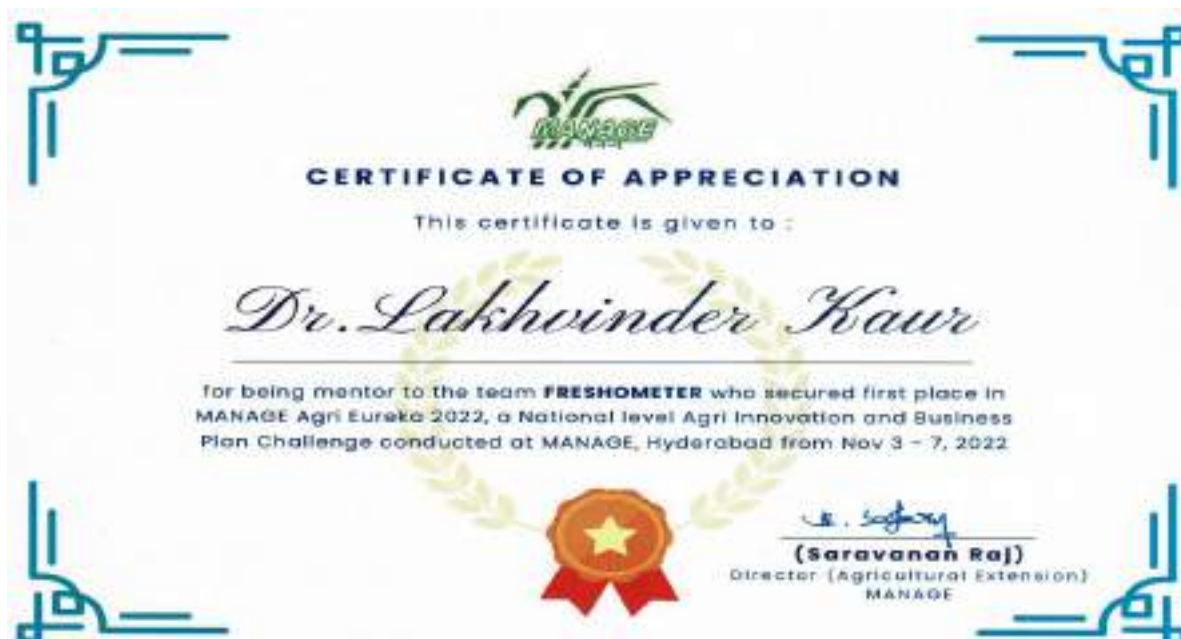 MANAGE
CERTIFICATE OF APPRECIATION
This certificate is given to :
Dr. Lakhvinder Kaur
for being mentor to the team FRESHOMETER who secured first place in
MANAGE Agri Eureka 2022, a National level Agri Innovation and Business
Plan Challenge conducted at MANAGE, Hyderabad from Nov 3 - 7, 2022
(Saravanan Raj)
Director (Agricultural Extension)
MANAGE